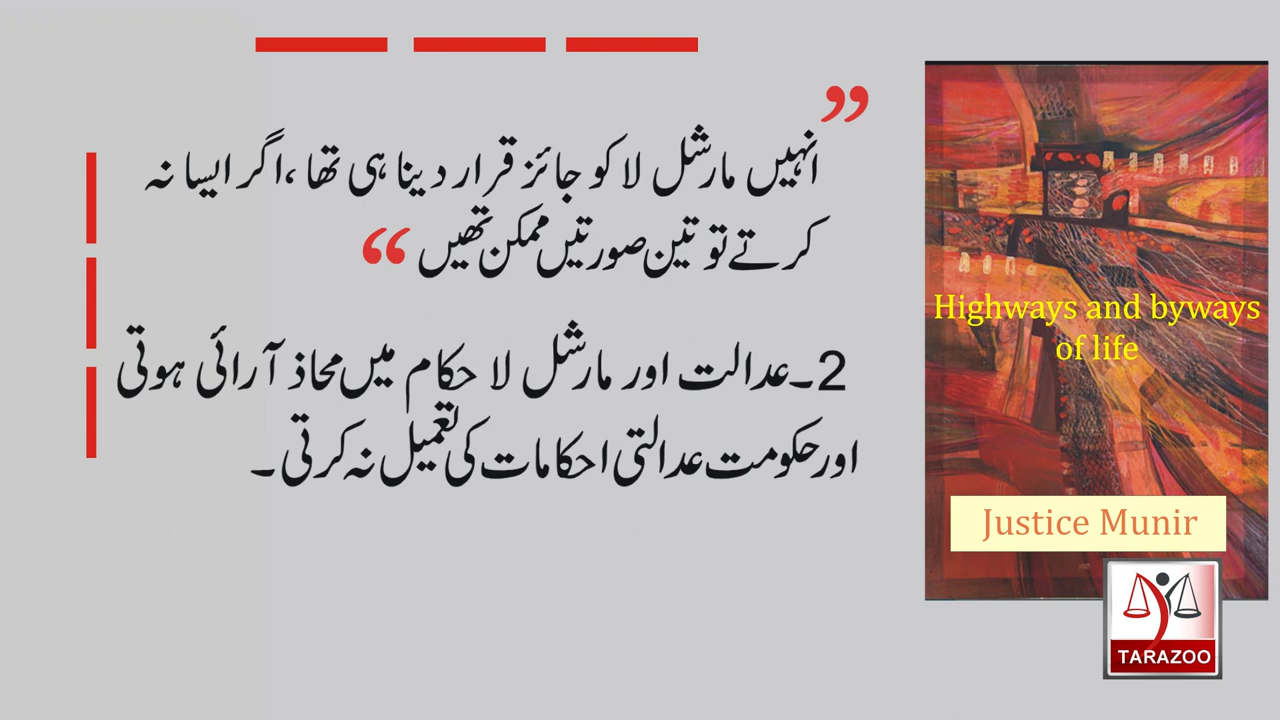 ”
انہیں مارشل لا کو جائز قرار دینا ہی تھا ،اگر ایسا نہ
کرتے تو تین صورتیں ممکن تھیں “
2۔عدالت اور مارشل لا حکام میں محاذ آرائی ہوتی
اورحکومت عدالتی احکامات کی تعمیل نہ کرتی ۔
Highways and byways
of life
Justice Munir
TARAZOO